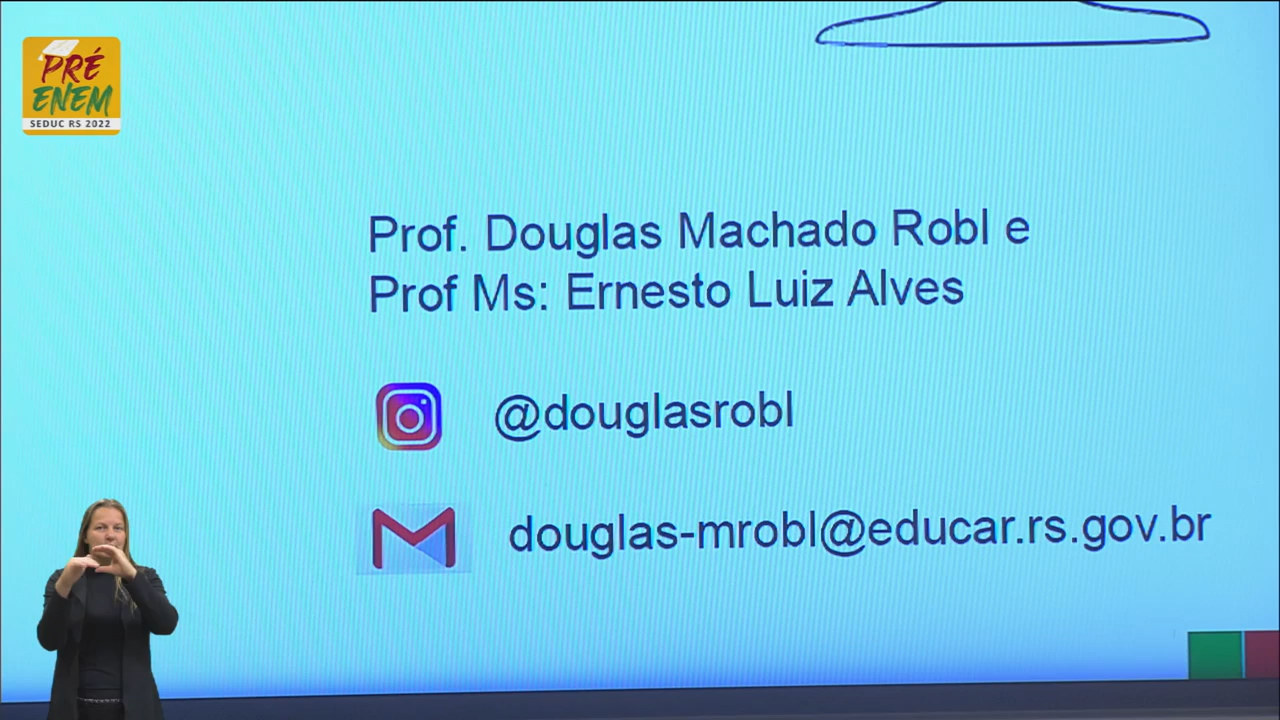 PRÉ
ENEM
SEDUC RS 2022
Prof. Douglas Machado Robl e
Prof Ms: Ernesto Luiz Alves
@douglasrobl
douglas-mrobl@educar.rs.gov.br